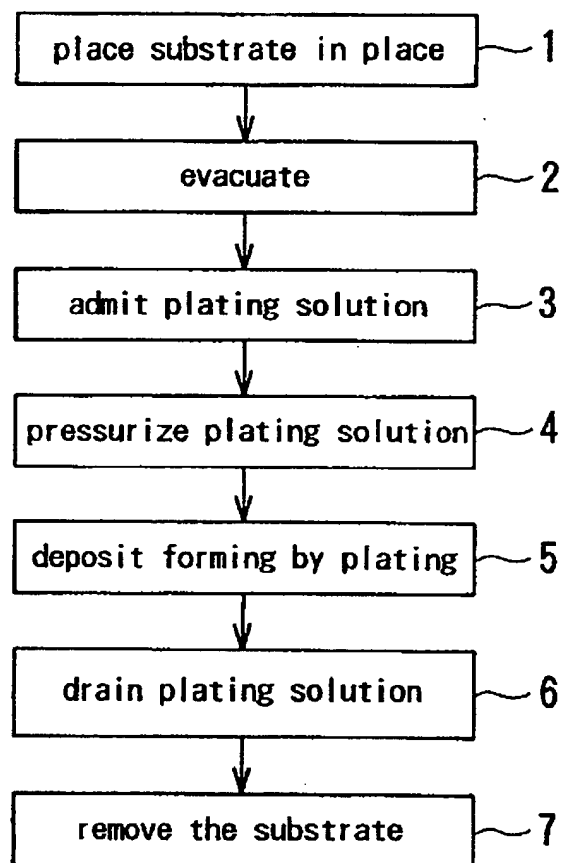 place substrate in place 1
evacuate 2
admit plating solution 3
pressurize plating solution 4
deposit forming by plating 5
drain plating solution 6
remove the substrate 7